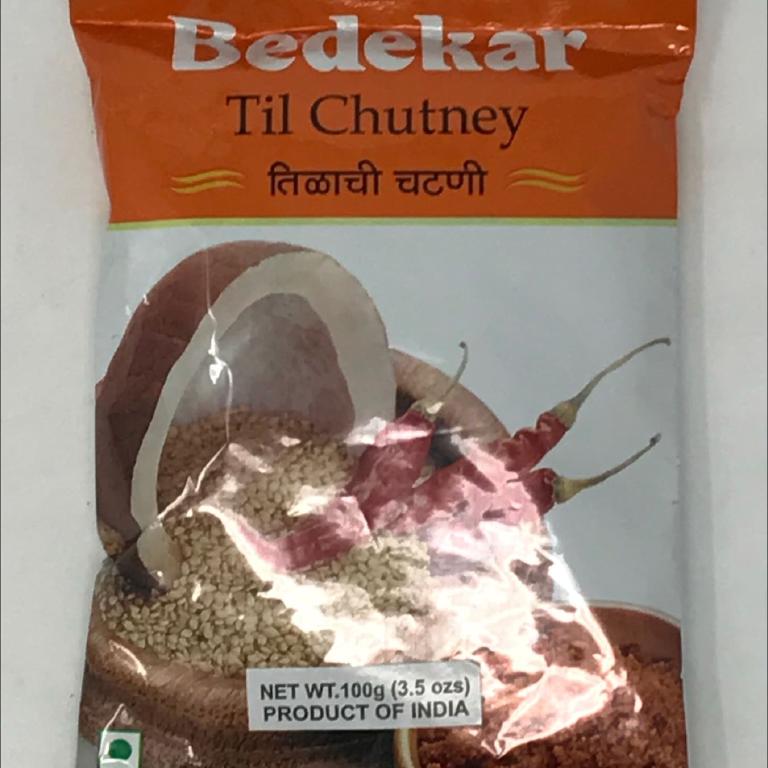 Bedekar
Til Chutney
तिळाची चटणी
NET WT.100g (3.5 ozs)
PRODUCT OF INDIA